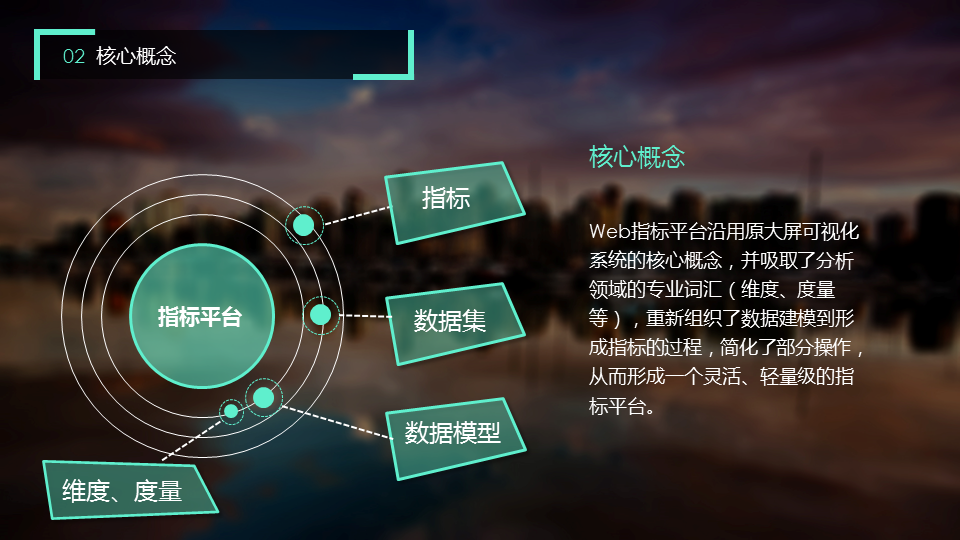 02 核心概念
核心概念
指标
Web指标平台沿用原大屏可视化
系统的核心概念，并吸取了分析
领域的专业词汇（维度、度量
等），重新组织了数据建模到形
成指标的过程，简化了部分操作，
从而形成一个灵活、轻量级的指
标平台。
指标平台
数据集
数据模型
维度、度量